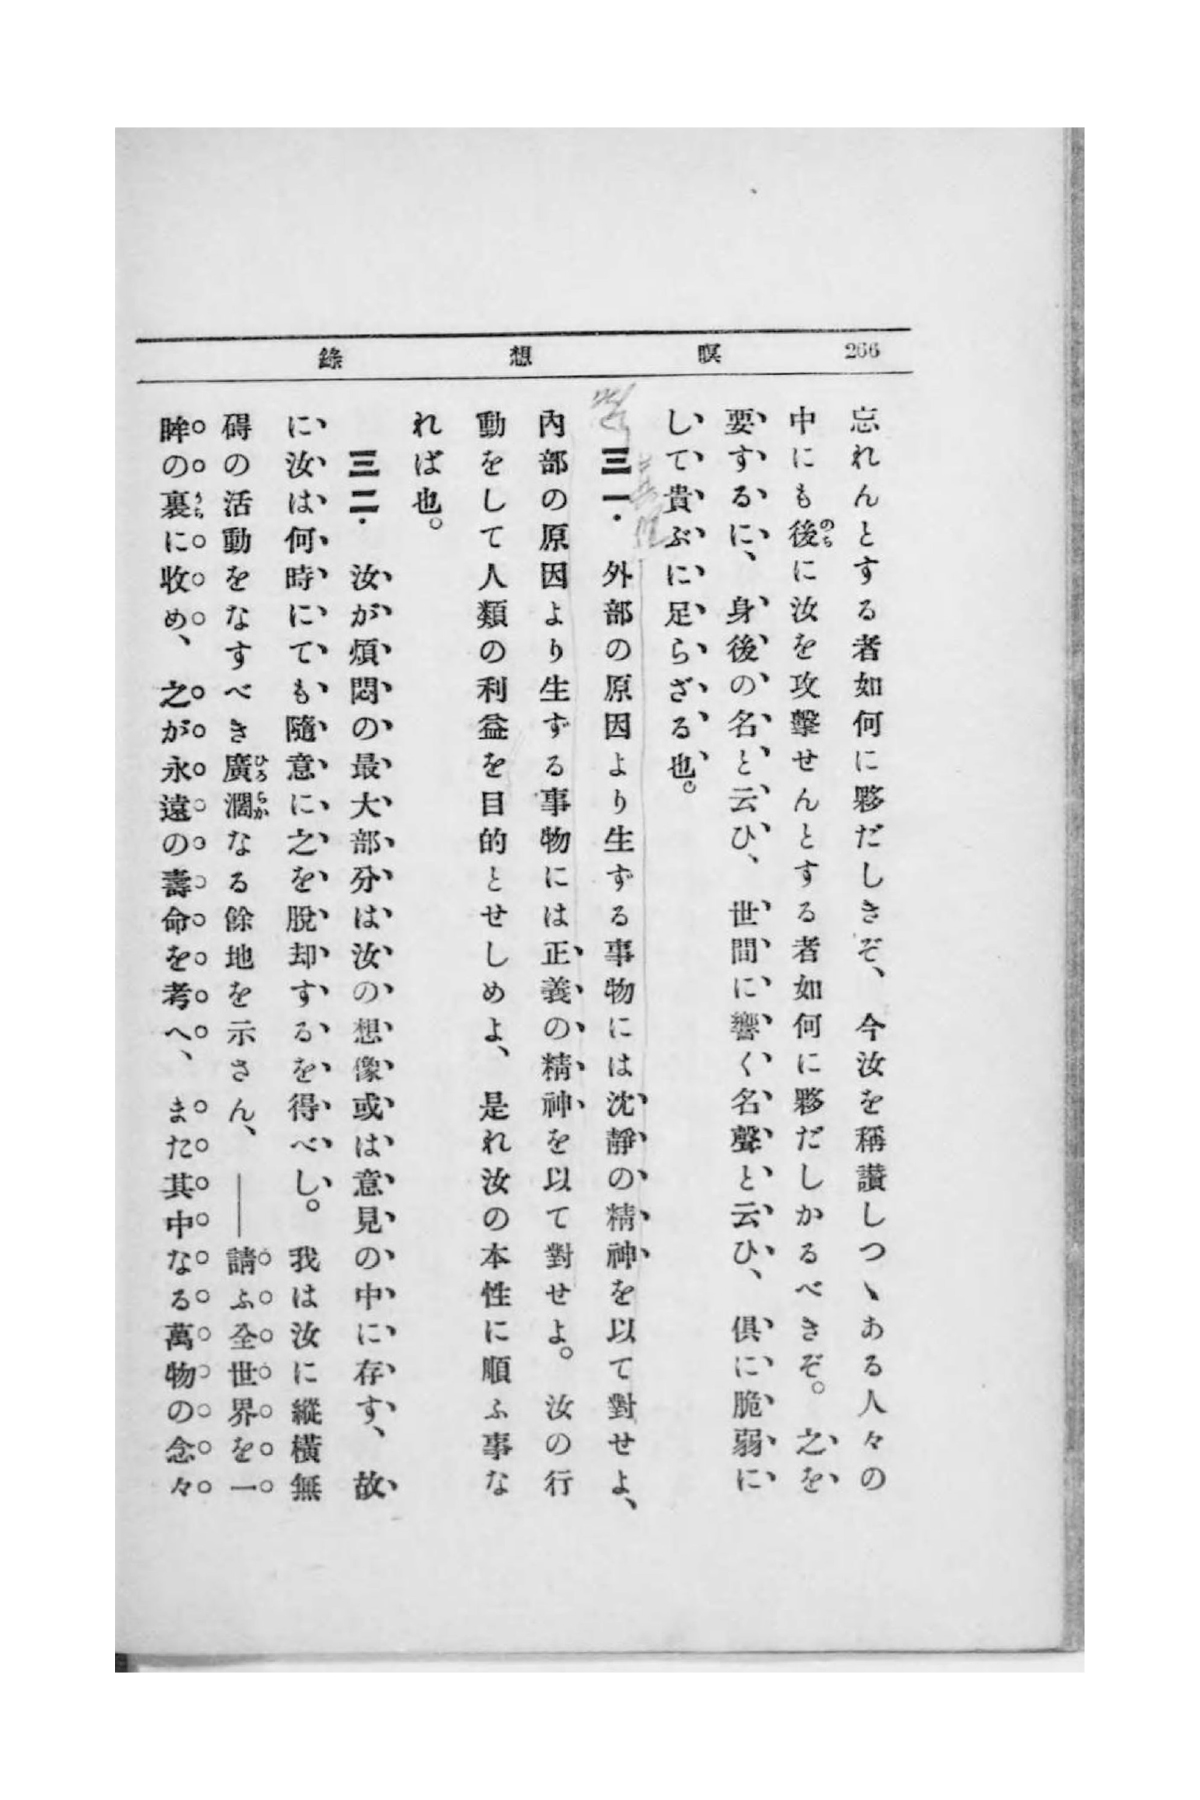 266 瞑想錄
忘れんとする者如何に夥だしきぞ、今汝を稱讃しつゝある人々の
中にも後に汝を攻擊せんとする者如何に夥だしかるべきぞ。之を
要するに、身後の名と云ひ、世間に響く名聲と云ひ、俱に脆弱に
して貴ぶに足らざる也。
三一. 外部の原因より生ずる事物には沈靜の精神を以て對せよ、
內部の原因より生ずる事物には正義の精神を以て對せよ。汝の行
動をして人類の利益を目的とせしめよ、是れ汝の本性に順ふ事な
れば也。
三二. 汝が煩悶の最大部分は汝の想像或は意見の中に存す、故
に汝は何時にても隨意に之を脫却するを得べし。我は汝に縱橫無
碍の活動をなすべき廣濶なる餘地を示さん、――請ふ全世界を一
眸の裏に收め、之が永遠の壽命を考へ、また其中なる萬物の念々